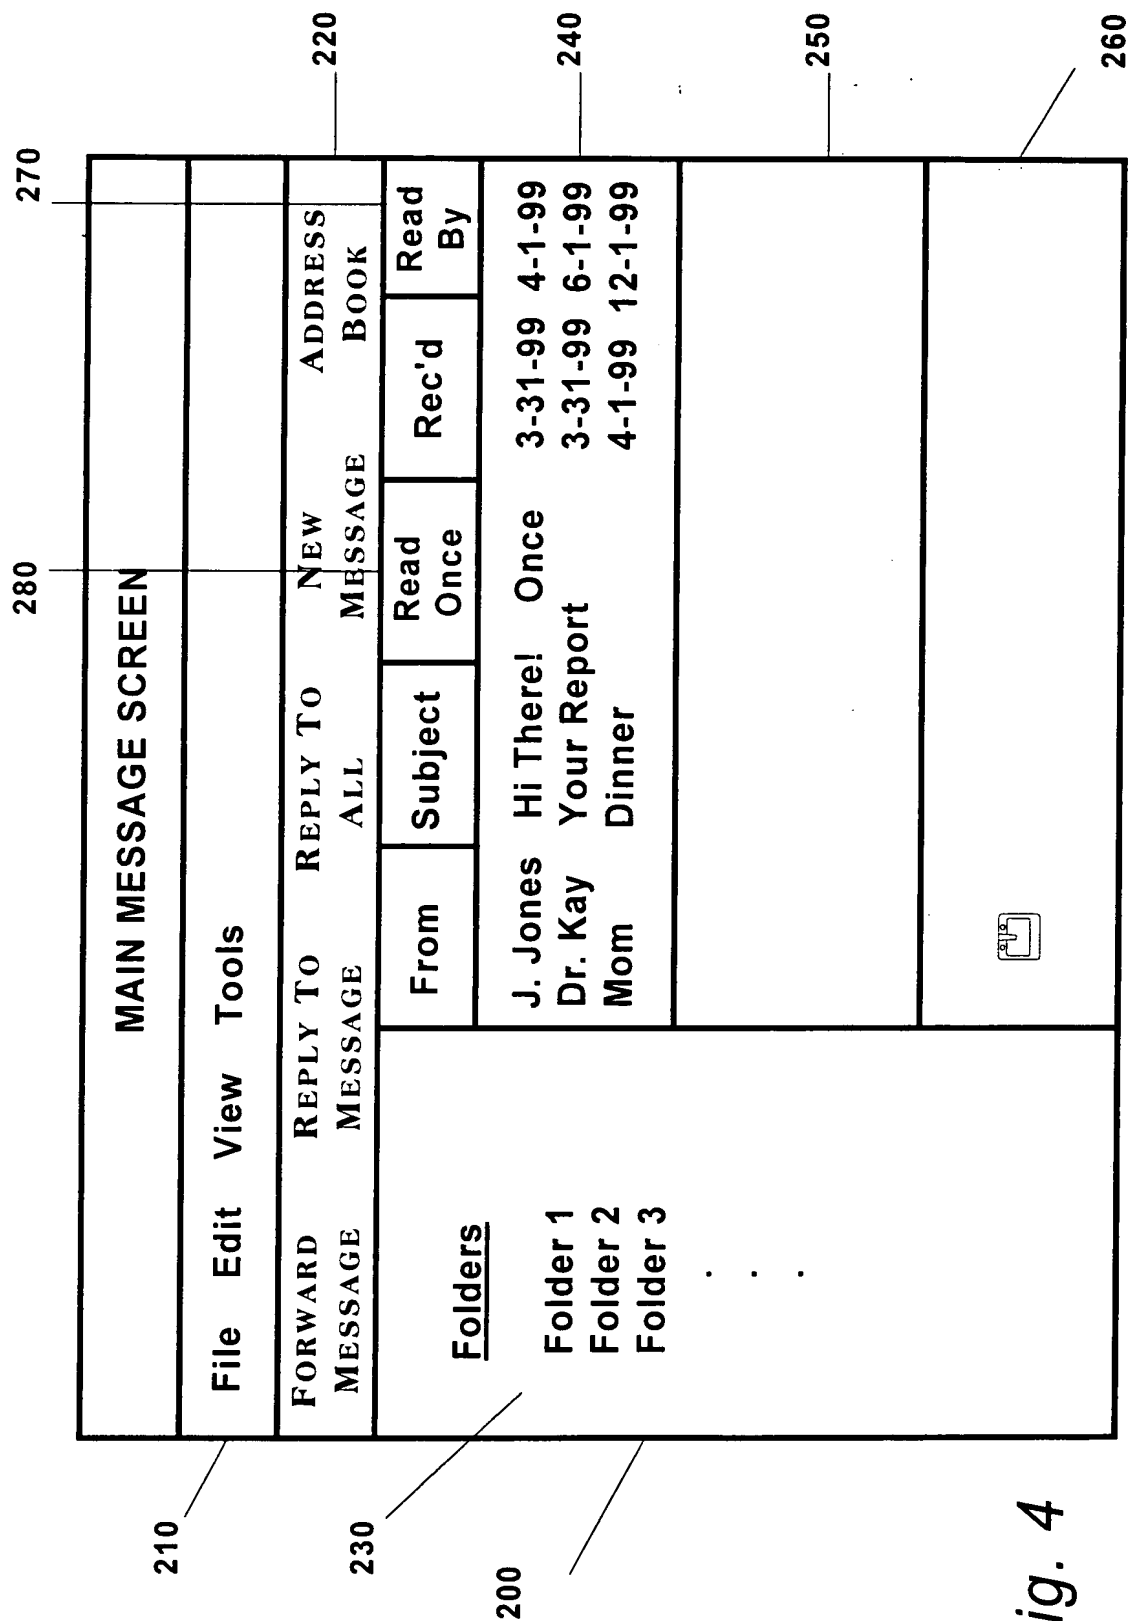 280
270
MAIN MESSAGE SCREEN
210
File Edit View Tools
220
FORWARD MESSAGE
REPLY TO MESSAGE
REPLY TO ALL
NEW MESSAGE
ADDRESS BOOK
230
Folders
Folder 1
Folder 2
Folder 3
. . .
From Subject Read Once Rec'd Read By
J. Jones Hi There! Once 3-31-99 4-1-99
Dr. Kay Your Report 3-31-99 6-1-99
Mom Dinner 4-1-99 12-1-99
240
250
200
260
ig. 4